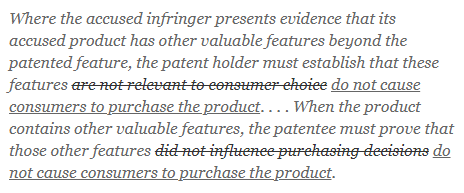 Where the accused infringer presents evidence that its
accused product has other valuable features beyond the
patented feature, the patent holder must establish that these
features are not relevant to consumer choice do not cause
consumers to purchase the product. . . . When the product
contains other valuable features, the patentee must prove that
those other features did not influence purchasing decisions do
not cause consumers to purchase the product.